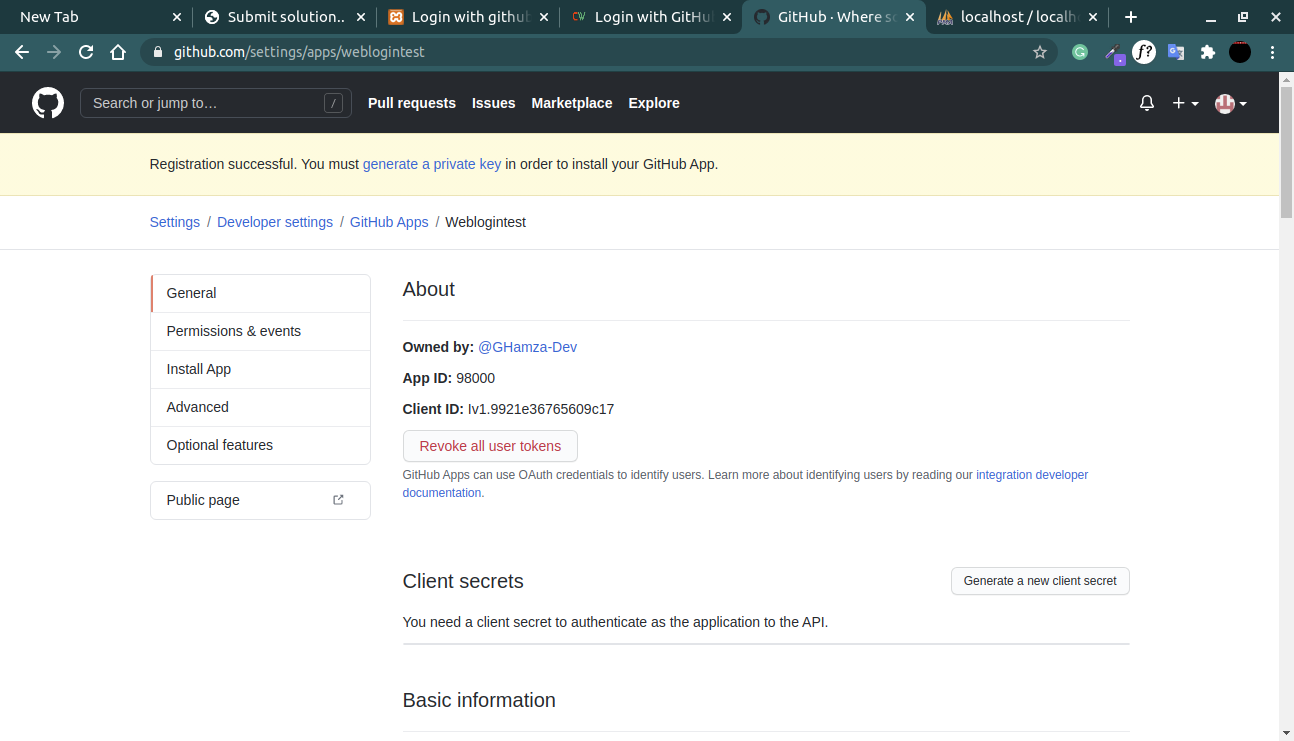 New Tab
Submit solution..
Login with github
Login with GitHu
GitHub · Where so
localhost / localh
github.com/settings/apps/weblogintest
Search or jump to… /
Pull requests Issues Marketplace Explore
Registration successful. You must generate a private key in order to install your GitHub App.
Settings / Developer settings / GitHub Apps / Weblogintest
General
Permissions & events
Install App
Advanced
Optional features
Public page
About
Owned by: @GHamza-Dev
App ID: 98000
Client ID: Iv1.9921e36765609c17
Revoke all user tokens
GitHub Apps can use OAuth credentials to identify users. Learn more about identifying users by reading our integration developer
documentation.
Client secrets
Generate a new client secret
You need a client secret to authenticate as the application to the API.
Basic information